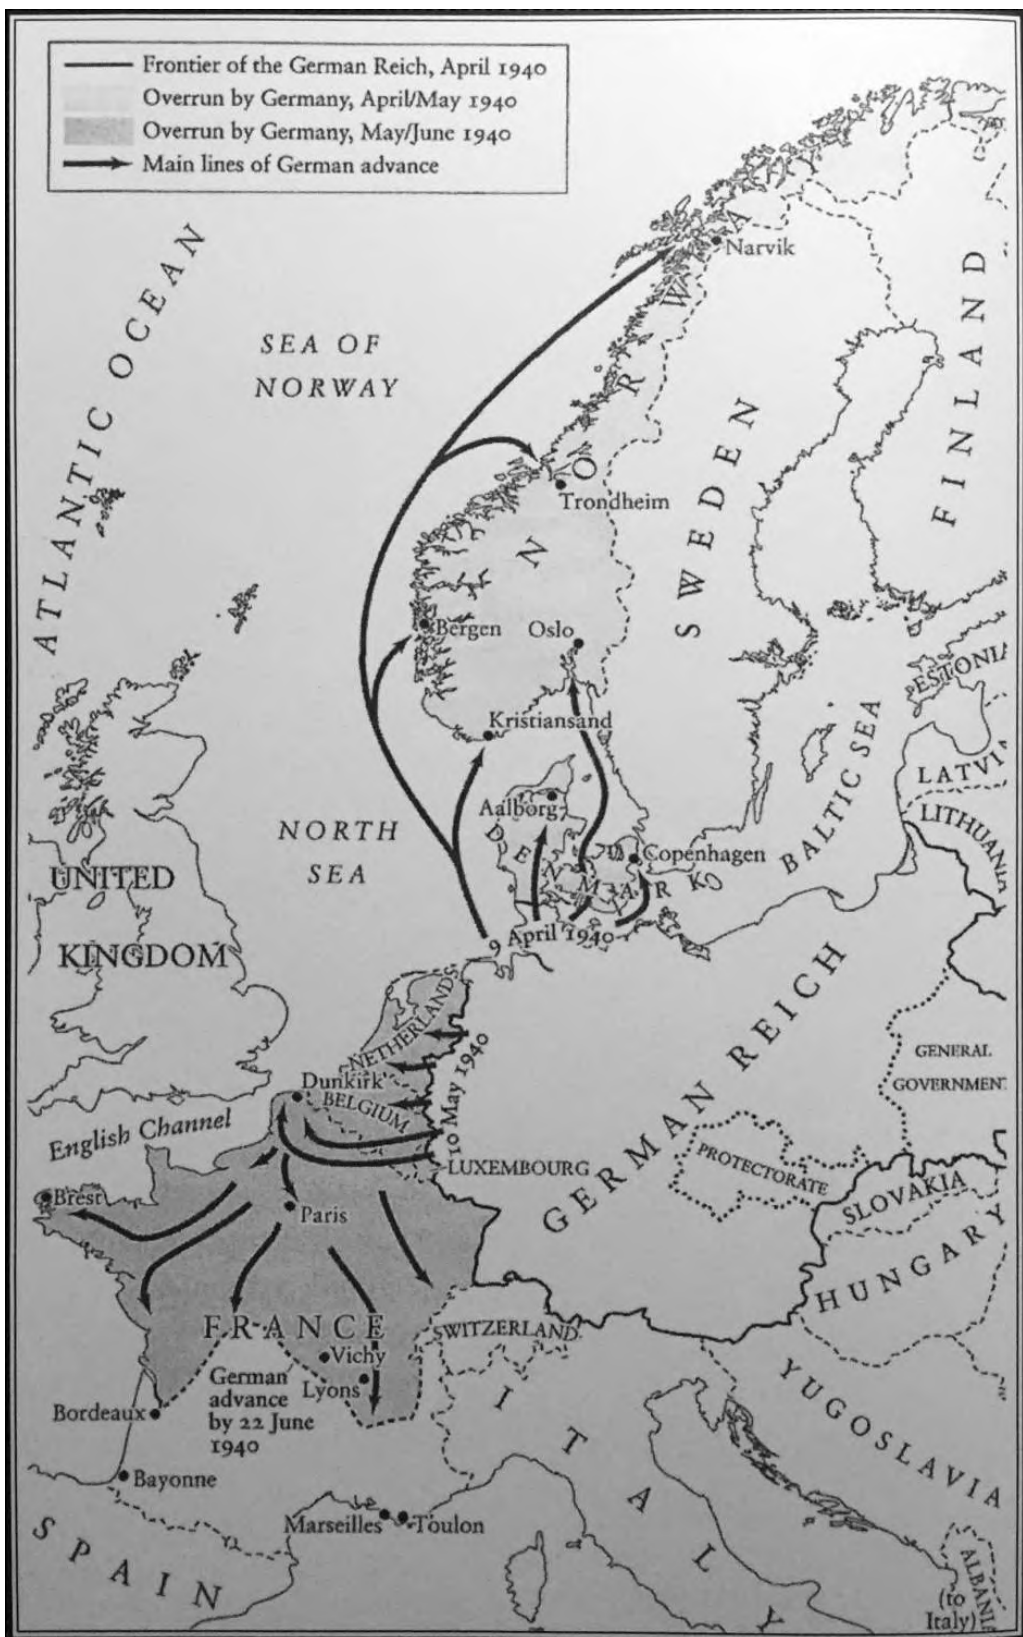 Frontier of the German Reich, April 1940
Overrun by Germany, April/May 1940
Overrun by Germany, May/June 1940
Main lines of German advance
ATLANTIC OCEAN
SEA OF
NORWAY
Narvik
NORWAY
SWEDEN
FINLAND
Trondheim
Bergen
Oslo
Kristiansand
ESTONIA
LATVIA
LITHUANIA
BALTIC SEA
NORTH
SEA
Aalborg
DENMARK
Copenhagen
9 April 1940
UNITED
KINGDOM
NETHERLANDS
10 May 1940
Dunkirk
BELGIUM
English Channel
LUXEMBOURG
GERMAN REICH
GENERAL
GOVERNMENT
PROTECTORATE
SLOVAKIA
HUNGARY
Brest
Paris
FRANCE
SWITZERLAND
Vichy
Lyons
German
advance
by 22 June
1940
Bordeaux
Bayonne
Marseilles
Toulon
SPAIN
ITALY
YUGOSLAVIA
ALBANIA
(to
Italy)